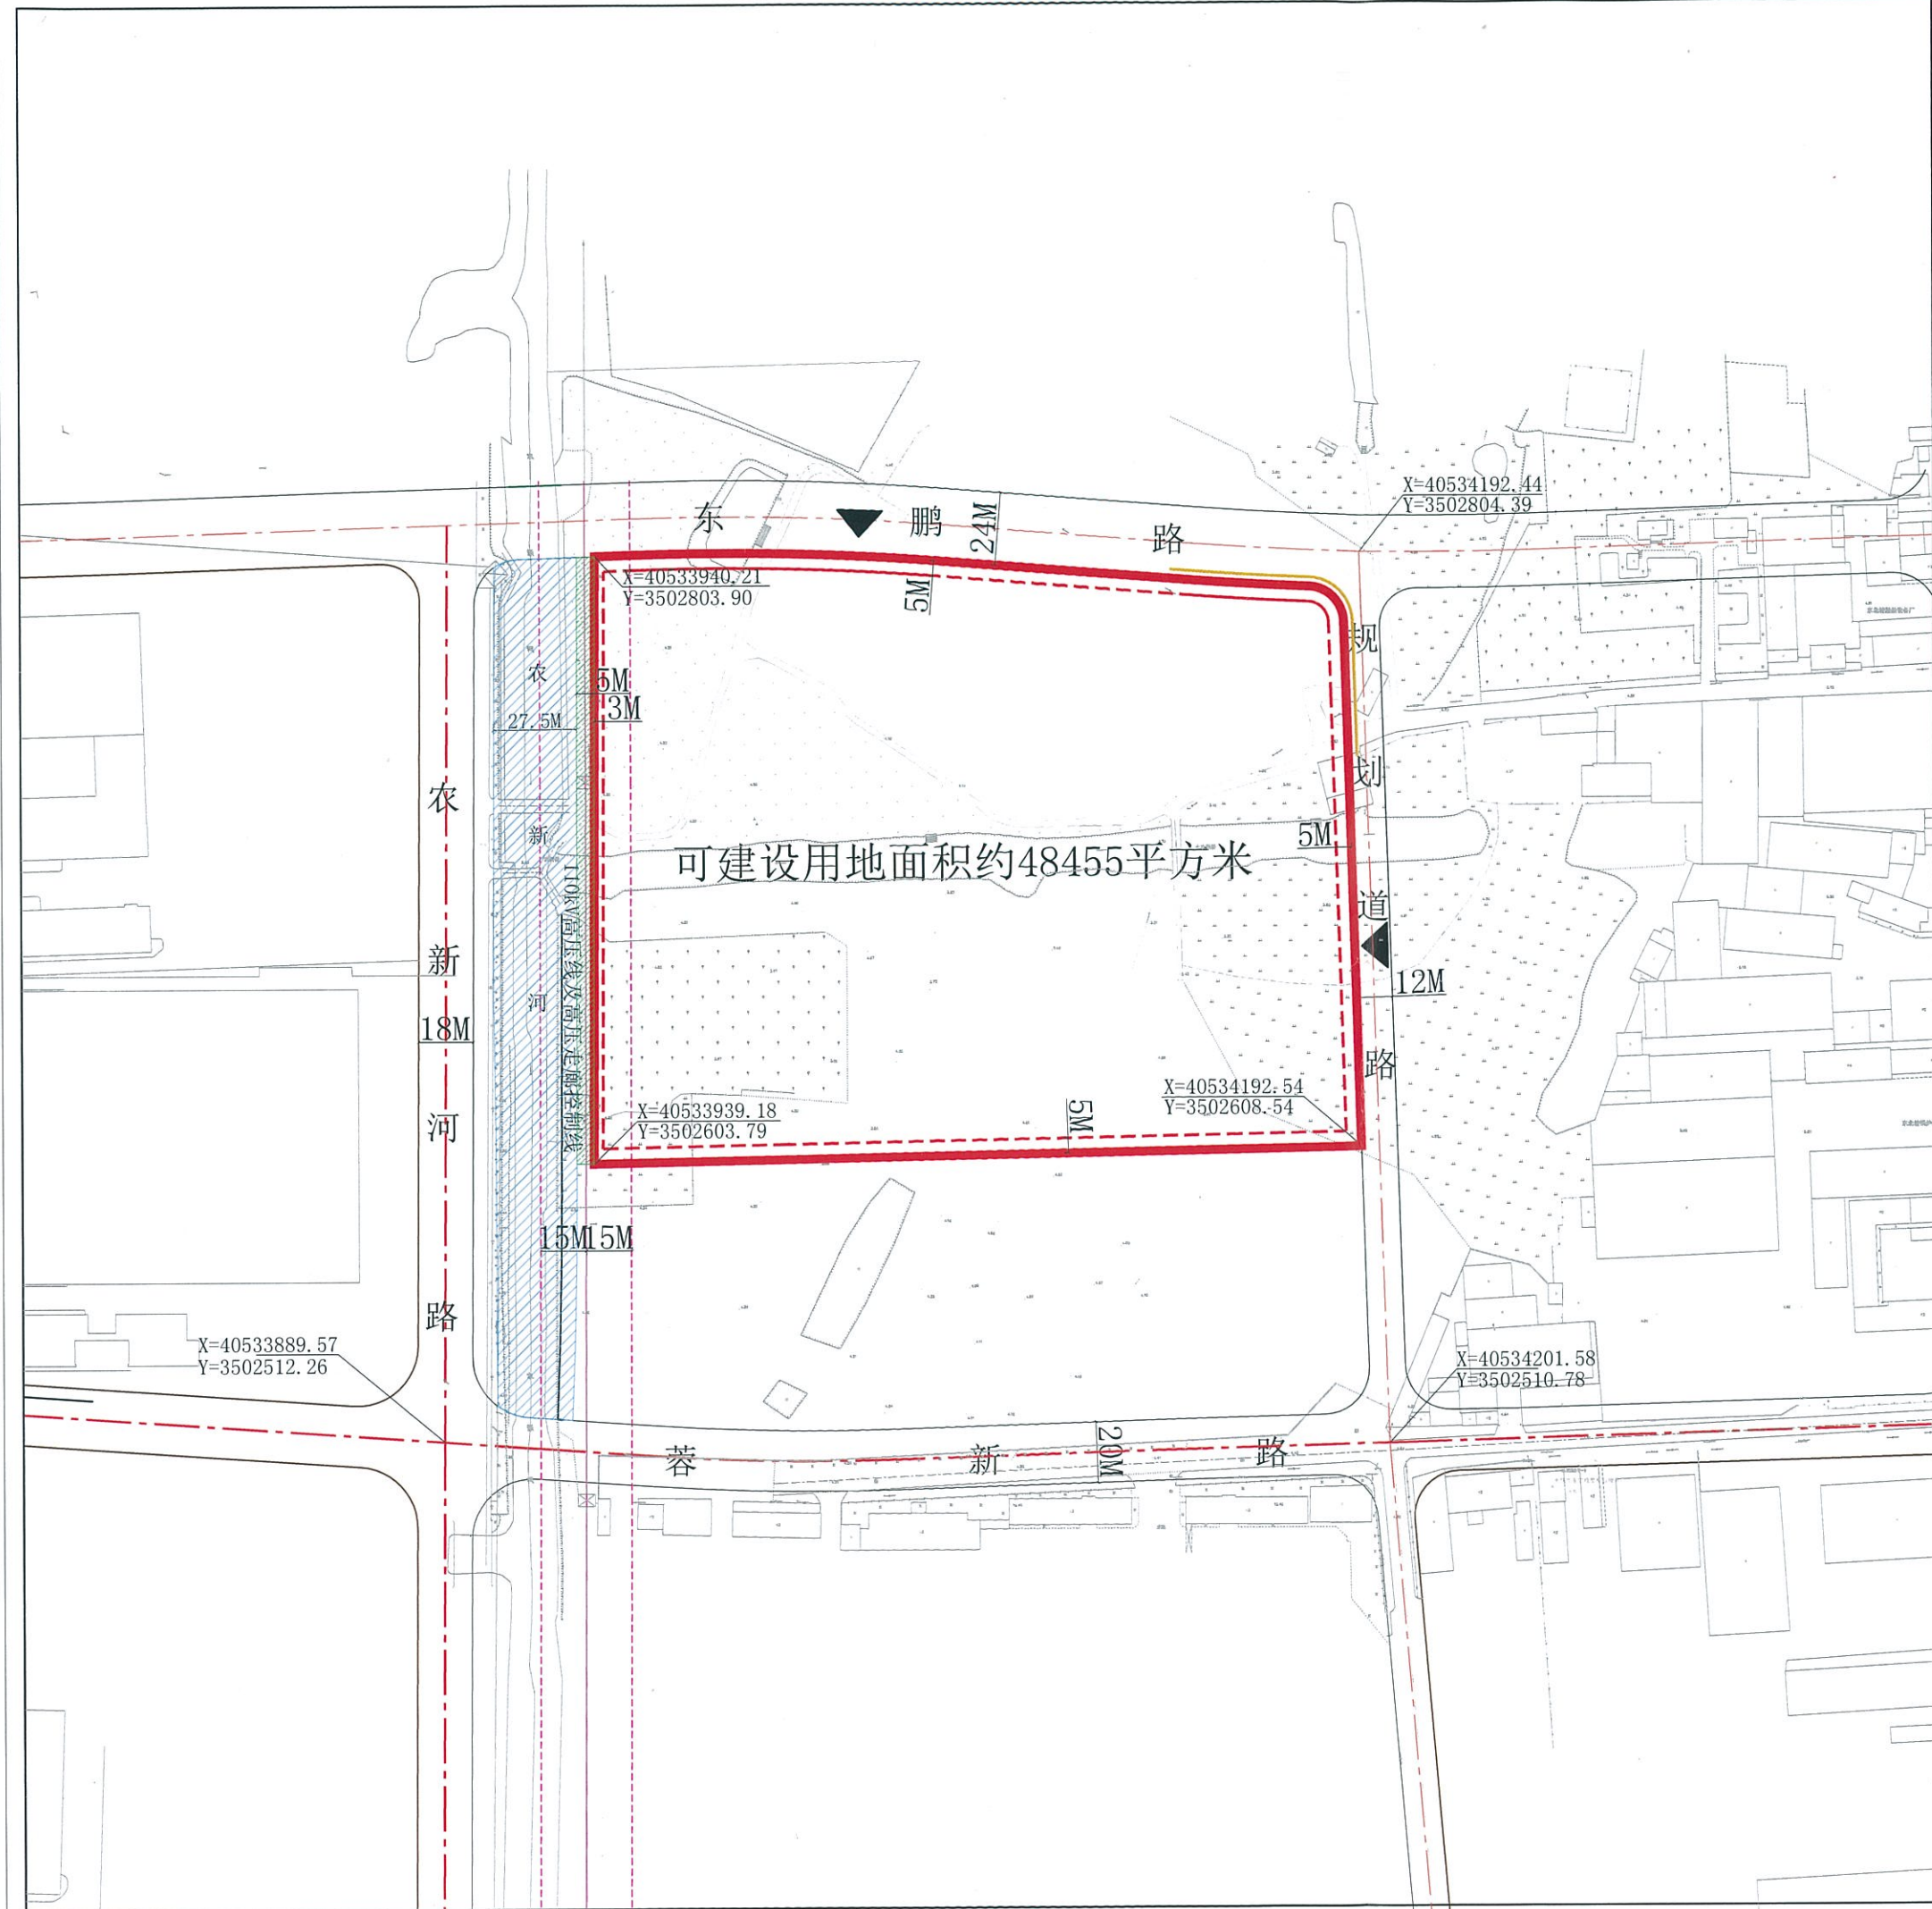 X=40534192.44
Y=3502804.39
东 鹏 路
24M
X=40533940.21
Y=3502803.90
5M
规划道路
农新河
5M
3M
27.5M
农新河路
5M
可建设用地面积约48455平方米
110kV高压线及高压走廊控制线
12M
18M
X=40534192.54
Y=3502608.54
X=40533939.18
Y=3502603.79
5M
15M
15M
X=40533889.57
Y=3502512.26
X=40534201.58
Y=3502510.78
蓉 新 路
20M